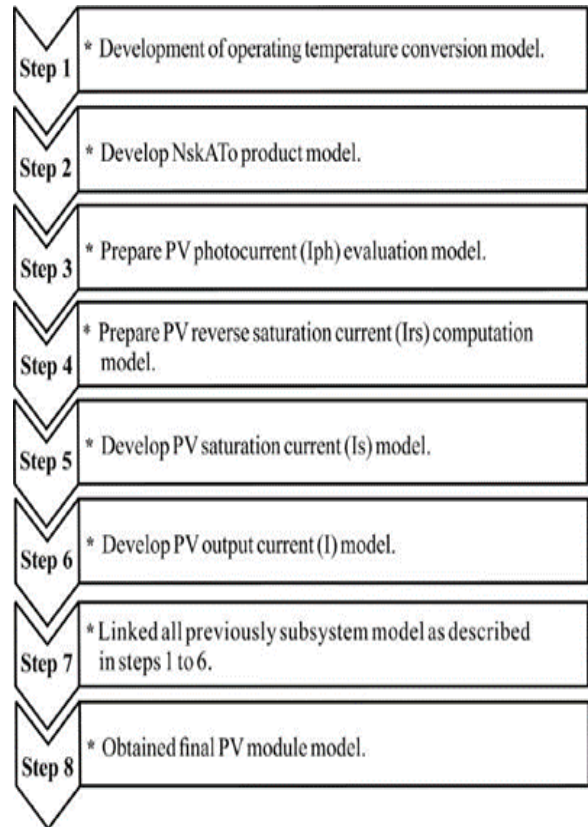 Step 1
* Development of operating temperature conversion model.
Step 2
* Develop NskATo product model.
Step 3
* Prepare PV photocurrent (Iph) evaluation model.
Step 4
* Prepare PV reverse saturation current (Irs) computation
model.
Step 5
* Develop PV saturation current (Is) model.
Step 6
* Develop PV output current (I) model.
Step 7
* Linked all previously subsystem model as described
in steps 1 to 6.
Step 8
* Obtained final PV module model.